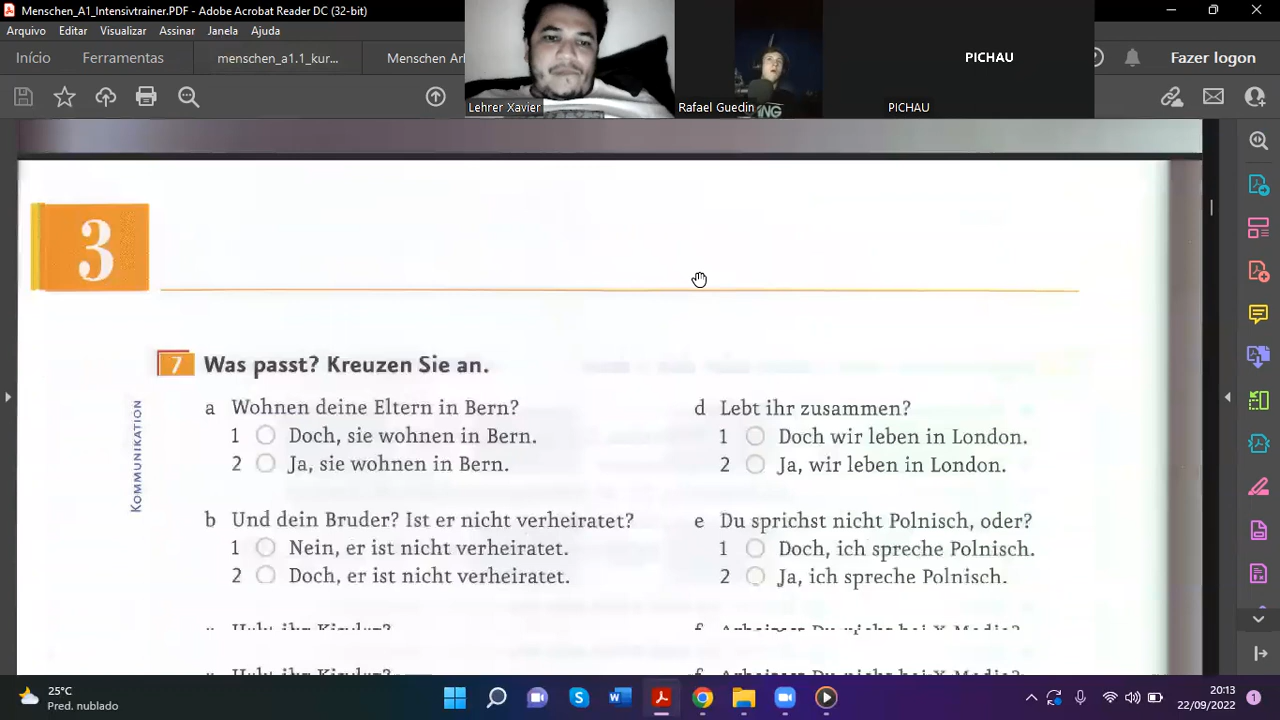 Menschen_A1_Intensivtrainer.PDF - Adobe Acrobat Reader DC (32-bit)
Arquivo Editar Visualizar Assinar Janela Ajuda
Início Ferramentas menschen_a1.1_kur... Menschen Ar Fazer logon
PICHAU
Lehrer Xavier
Rafael Guedin
PICHAU
3
7 Was passt? Kreuzen Sie an.
KOMMUNIKATION
a Wohnen deine Eltern in Bern?
1 Doch, sie wohnen in Bern.
2 Ja, sie wohnen in Bern.
b Und dein Bruder? Ist er nicht verheiratet?
1 Nein, er ist nicht verheiratet.
2 Doch, er ist nicht verheiratet.
d Lebt ihr zusammen?
1 Doch wir leben in London.
2 Ja, wir leben in London.
e Du sprichst nicht Polnisch, oder?
1 Doch, ich spreche Polnisch.
2 Ja, ich spreche Polnisch.
25°C
Pred. nublado
20:13
22/09/2022
1